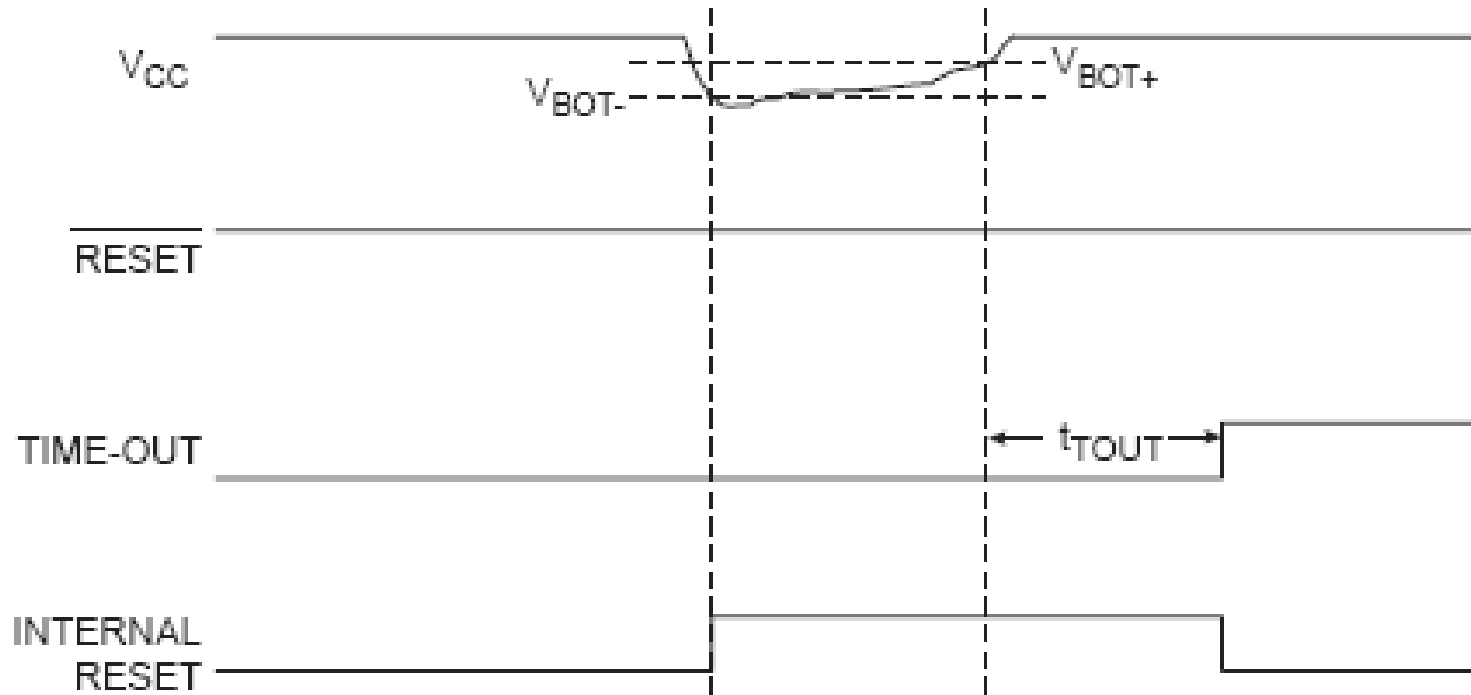 VCC
VBOT-
VBOT+
RESET
TIME-OUT
tTOUT
INTERNAL
RESET